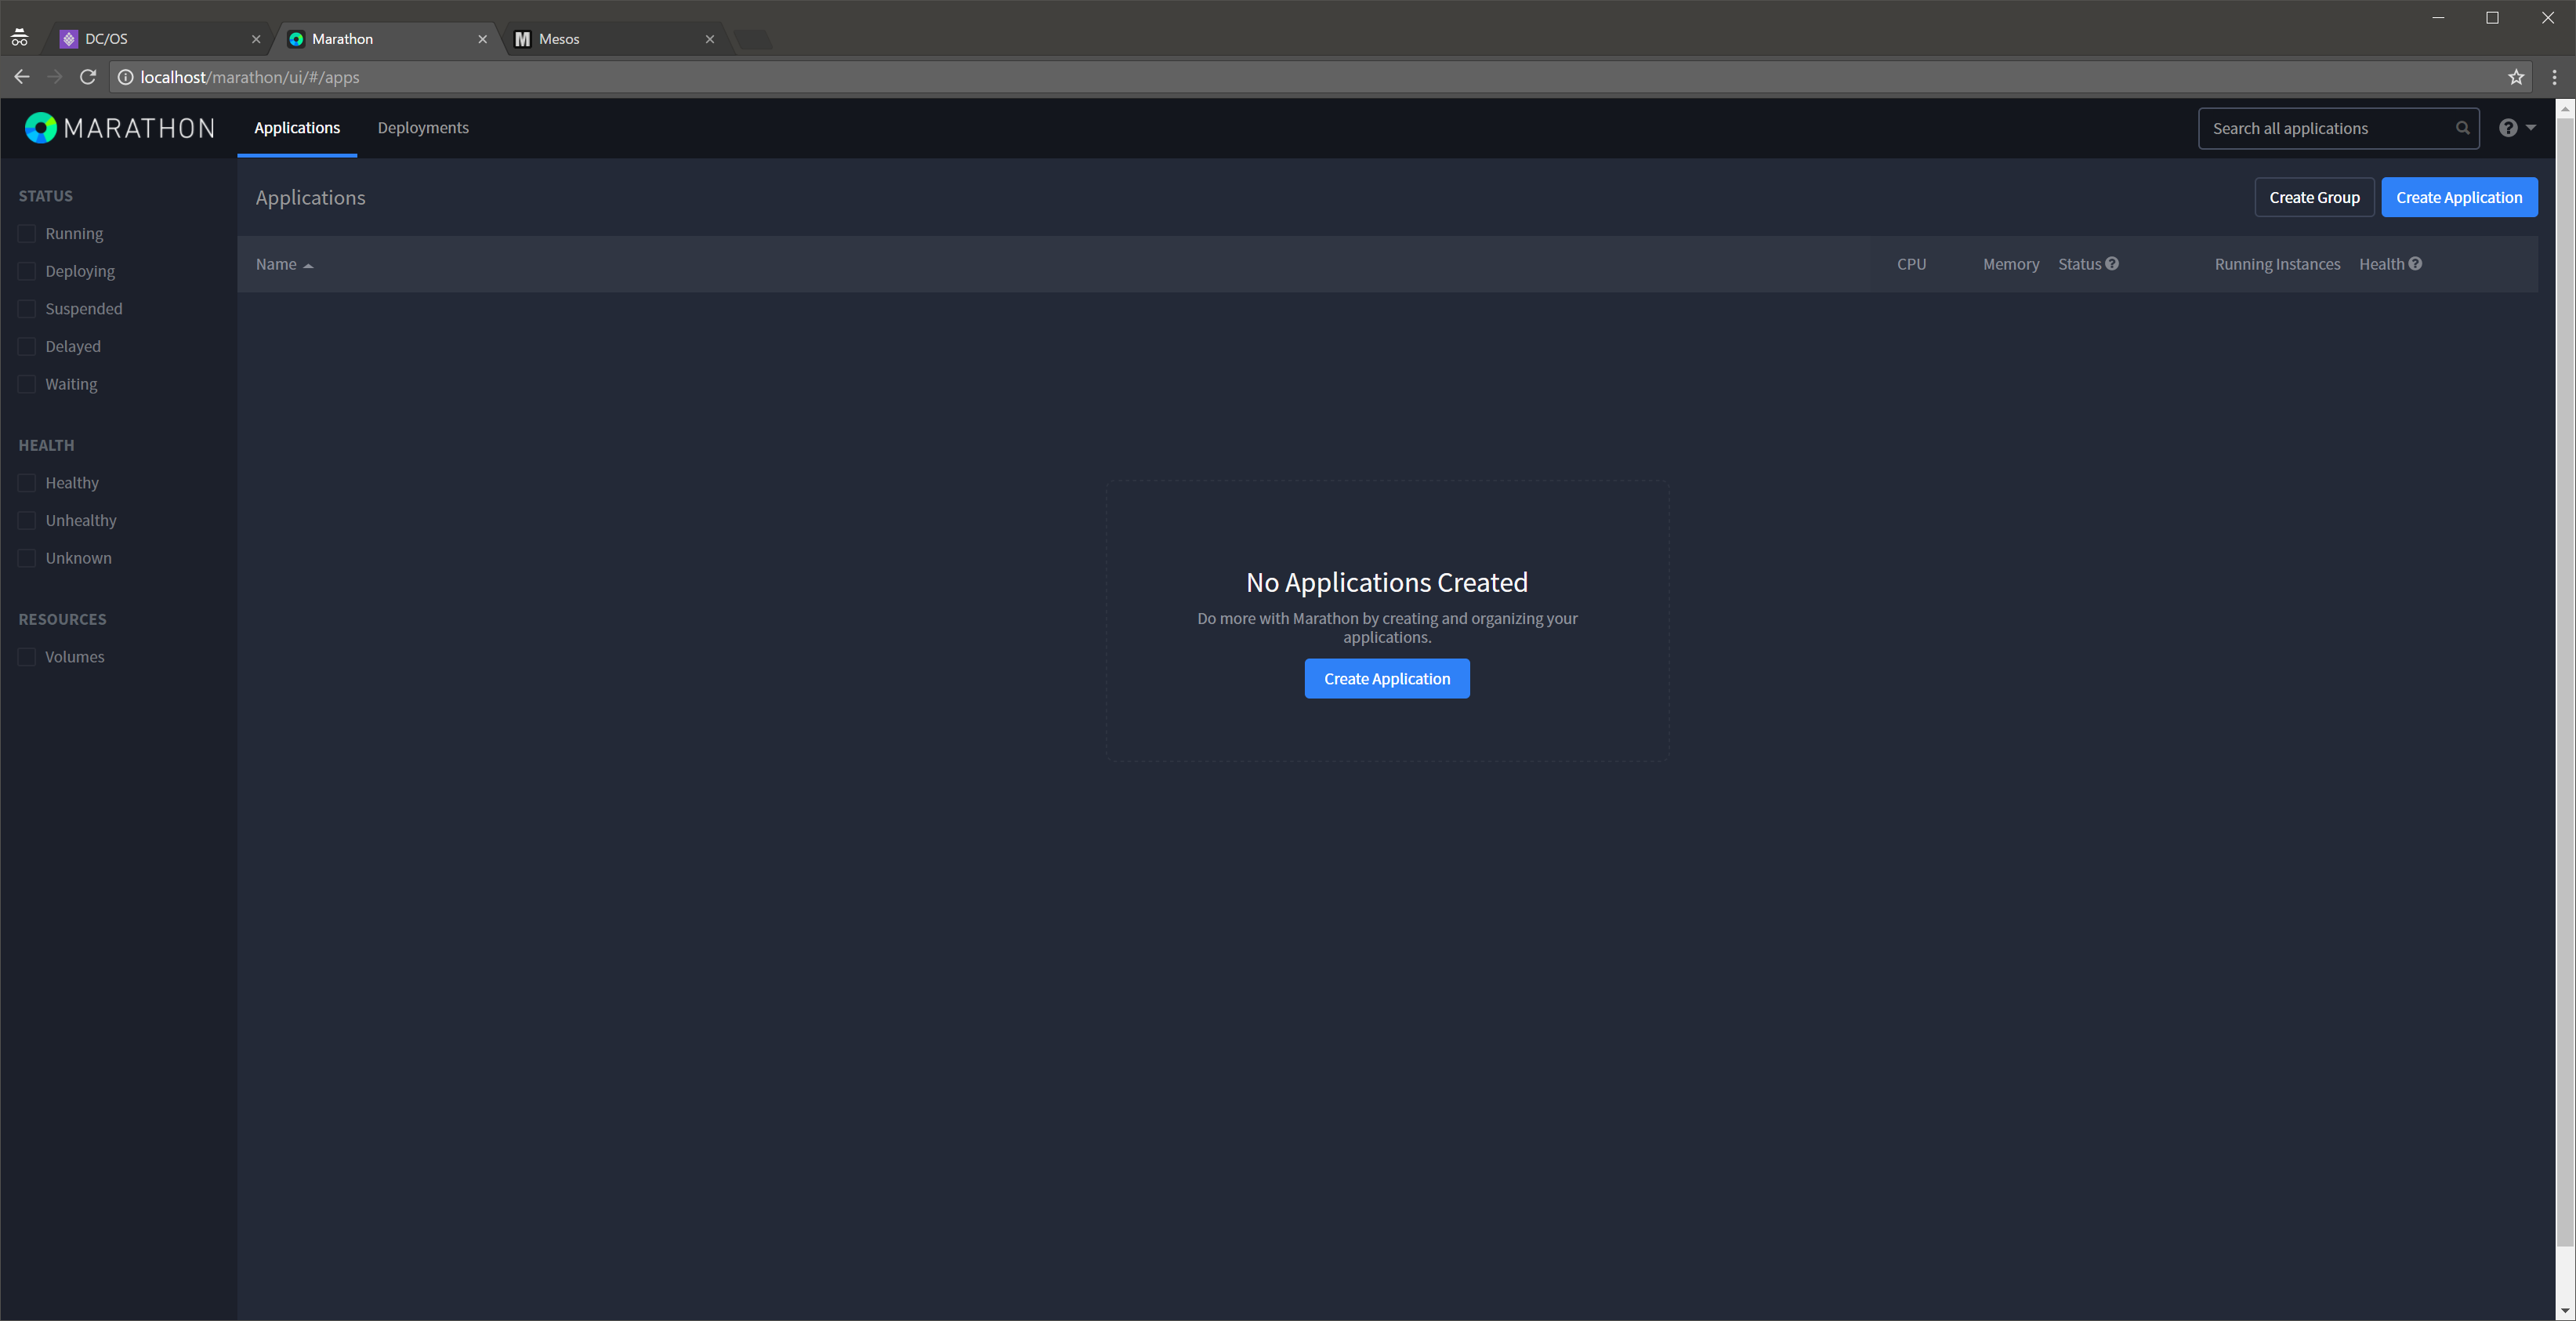 DC/OS
Marathon
M Mesos
localhost/marathon/ui/#/apps
MARATHON
Applications
Deployments
Search all applications
STATUS
Running
Deploying
Suspended
Delayed
Waiting
HEALTH
Healthy
Unhealthy
Unknown
RESOURCES
Volumes
Applications
Create Group
Create Application
Name
CPU
Memory
Status
Running Instances
Health
No Applications Created
Do more with Marathon by creating and organizing your
applications.
Create Application